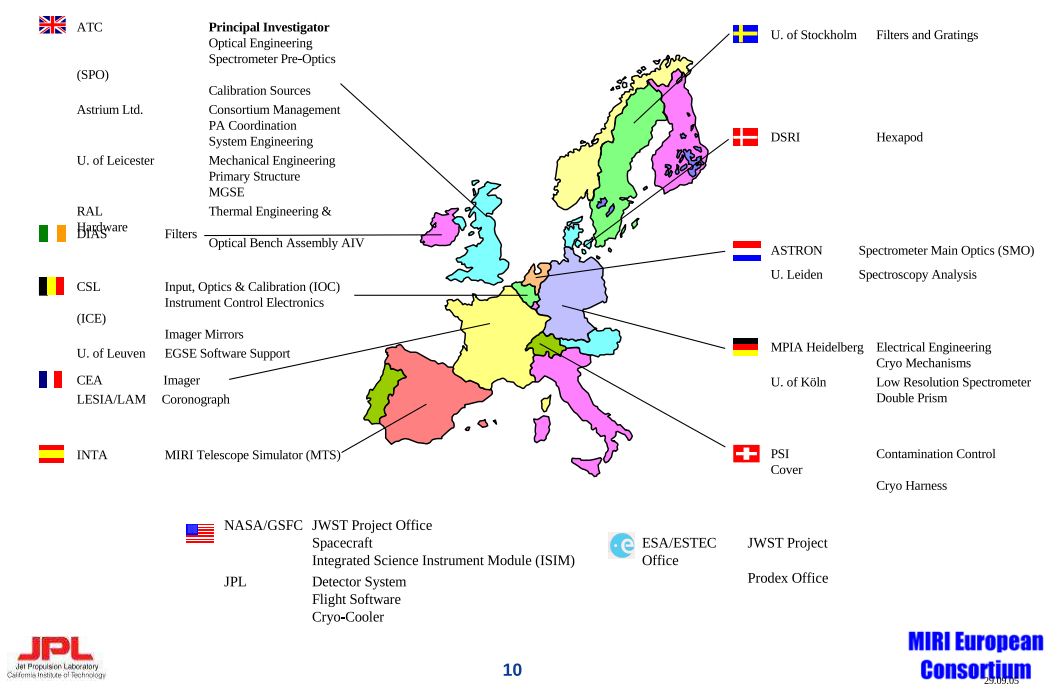 ATC Principal Investigator
Optical Engineering
Spectrometer Pre-Optics
(SPO)
Calibration Sources
Astrium Ltd. Consortium Management
PA Coordination
System Engineering
U. of Leicester Mechanical Engineering
Primary Structure
MGSE
RAL Thermal Engineering &
Hardware
Optical Bench Assembly AIV
DIAS Filters
CSL Input, Optics & Calibration (IOC)
Instrument Control Electronics
(ICE)
Imager Mirrors
U. of Leuven EGSE Software Support
CEA Imager
LESIA/LAM Coronograph
INTA MIRI Telescope Simulator (MTS)
U. of Stockholm Filters and Gratings
DSRI Hexapod
ASTRON Spectrometer Main Optics (SMO)
U. Leiden Spectroscopy Analysis
MPIA Heidelberg Electrical Engineering
Cryo Mechanisms
U. of Köln Low Resolution Spectrometer
Double Prism
PSI Contamination Control
Cover
Cryo Harness
NASA/GSFC JWST Project Office
Spacecraft
Integrated Science Instrument Module (ISIM)
JPL Detector System
Flight Software
Cryo-Cooler
ESA/ESTEC JWST Project
Office
Prodex Office
JPL
Jet Propulsion Laboratory
California Institute of Technology
10
MIRI European
Consortium
29.09.05